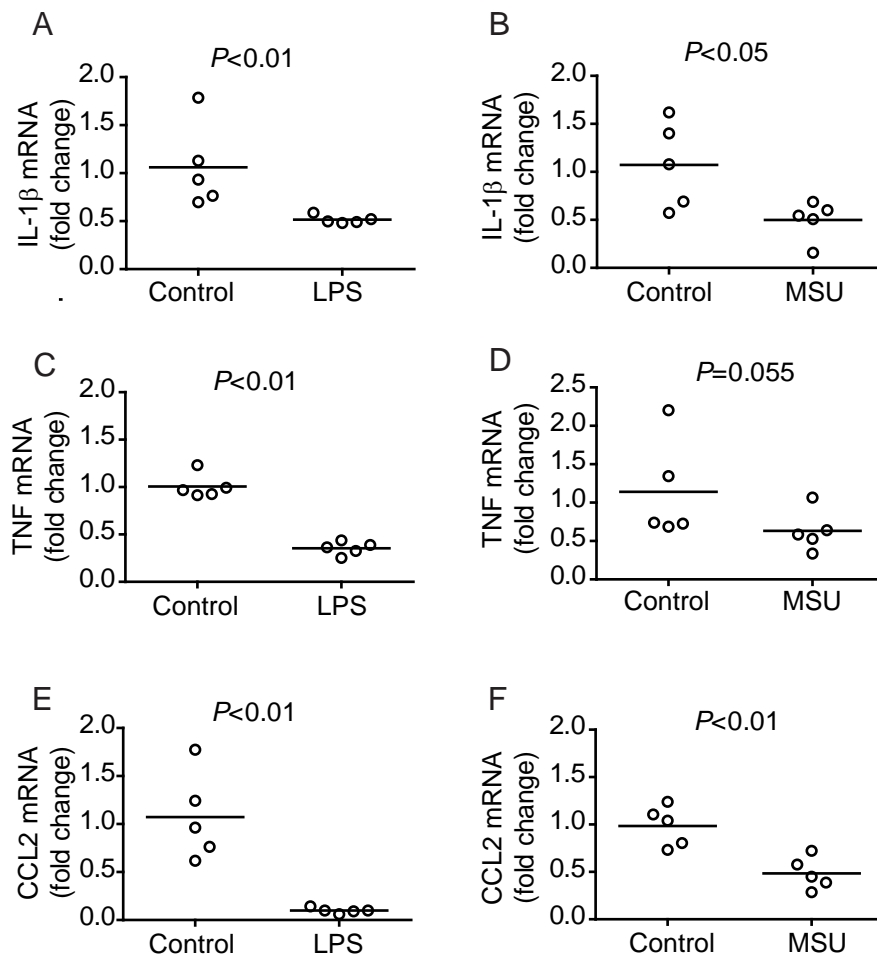 A
P<0.01
IL-1β mRNA
(fold change)
2.0
1.5
1.0
0.5
0.0
Control
LPS
.
B
P<0.05
IL-1β mRNA
(fold change)
2.0
1.5
1.0
0.5
0.0
Control
MSU
C
P<0.01
TNF mRNA
(fold change)
2.0
1.5
1.0
0.5
0.0
Control
LPS
D
P=0.055
TNF mRNA
(fold change)
2.5
2.0
1.5
1.0
0.5
0.0
Control
MSU
E
P<0.01
CCL2 mRNA
(fold change)
2.0
1.5
1.0
0.5
0.0
Control
LPS
F
P<0.01
CCL2 mRNA
(fold change)
2.0
1.5
1.0
0.5
0.0
Control
MSU